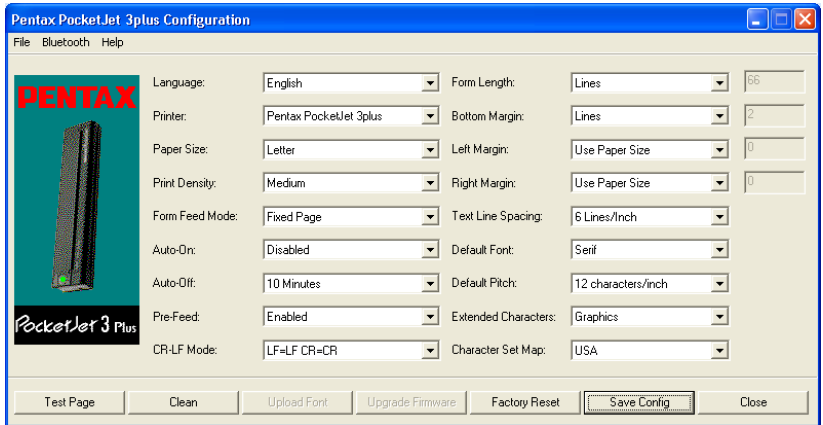 Pentax PocketJet 3plus Configuration
File Bluetooth Help
PENTAX
PocketJet 3 Plus
Language: English Form Length: Lines 66
Printer: Pentax PocketJet 3plus Bottom Margin: Lines 2
Paper Size: Letter Left Margin: Use Paper Size 0
Print Density: Medium Right Margin: Use Paper Size 0
Form Feed Mode: Fixed Page Text Line Spacing: 6 Lines/Inch
Auto-On: Disabled Default Font: Serif
Auto-Off: 10 Minutes Default Pitch: 12 characters/inch
Pre-Feed: Enabled Extended Characters: Graphics
CR-LF Mode: LF=LF CR=CR Character Set Map: USA
Test Page Clean Upload Font Upgrade Firmware Factory Reset Save Config Close